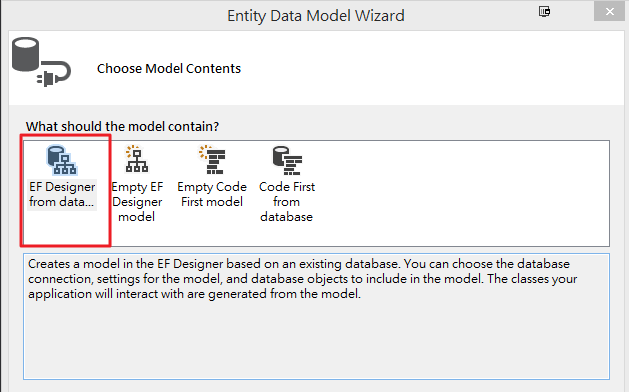 Entity Data Model Wizard
Choose Model Contents
What should the model contain?
EF Designer
from data...
Empty EF
Designer
model
Empty Code
First model
Code First
from
database
Creates a model in the EF Designer based on an existing database. You can choose the database
connection, settings for the model, and database objects to include in the model. The classes your
application will interact with are generated from the model.